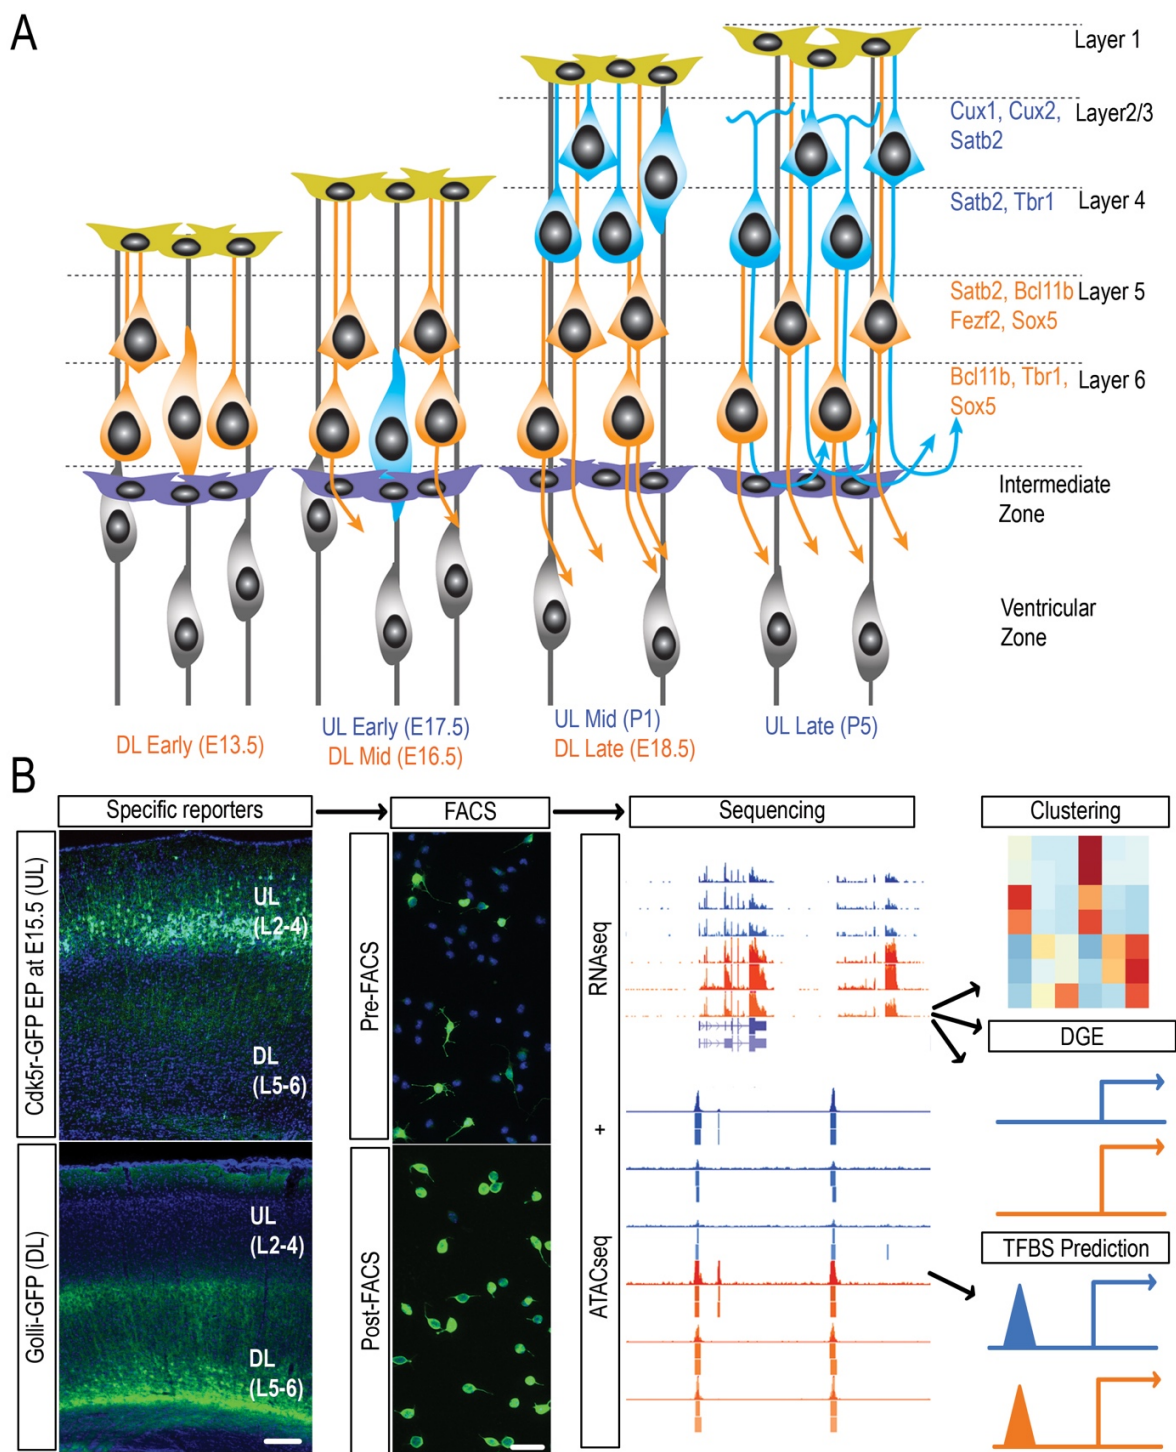 A
Layer 1
Cux1, Cux2, Layer2/3
Satb2
Satb2, Tbr1 Layer 4
Satb2, Bcl11b Layer 5
Fezf2, Sox5
Bcl11b, Tbr1, Layer 6
Sox5
Intermediate
Zone
Ventricular
Zone
DL Early (E13.5)
UL Early (E17.5)
DL Mid (E16.5)
UL Mid (P1)
DL Late (E18.5)
UL Late (P5)
B
Specific reporters
FACS
Sequencing
Clustering
Cdk5r-GFP EP at E15.5 (UL)
UL
(L2-4)
DL
(L5-6)
Golli-GFP (DL)
UL
(L2-4)
DL
(L5-6)
Pre-FACS
Post-FACS
RNAseq
+
ATACseq
DGE
TFBS Prediction